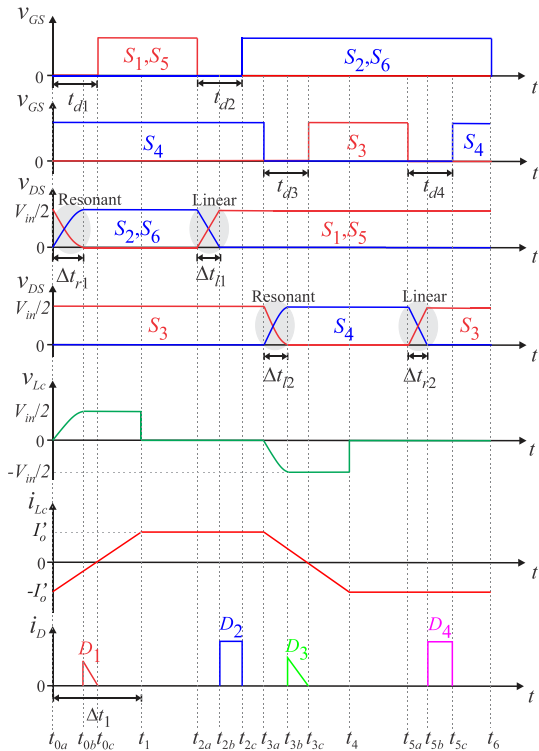 v_GS
S_1,S_5
S_2,S_6
0
t
t_d1
t_d2
v_GS
S_4
S_3
S_4
0
t
t_d3
t_d4
v_DS
Resonant
Linear
V_in/2
S_2,S_6
S_1,S_5
0
t
Δt_r1
Δt_l1
v_DS
Resonant
Linear
V_in/2
S_3
S_4
S_3
0
t
Δt_l2
Δt_r2
v_Lc
V_in/2
0
t
-V_in/2
i_Lc
I'_o
0
t
-I'_o
i_D
D_1
D_2
D_3
D_4
0
t
Δt_1
t_0a t_0b t_0c t_1 t_2a t_2b t_2c t_3a t_3b t_3c t_4 t_5a t_5b t_5c t_6